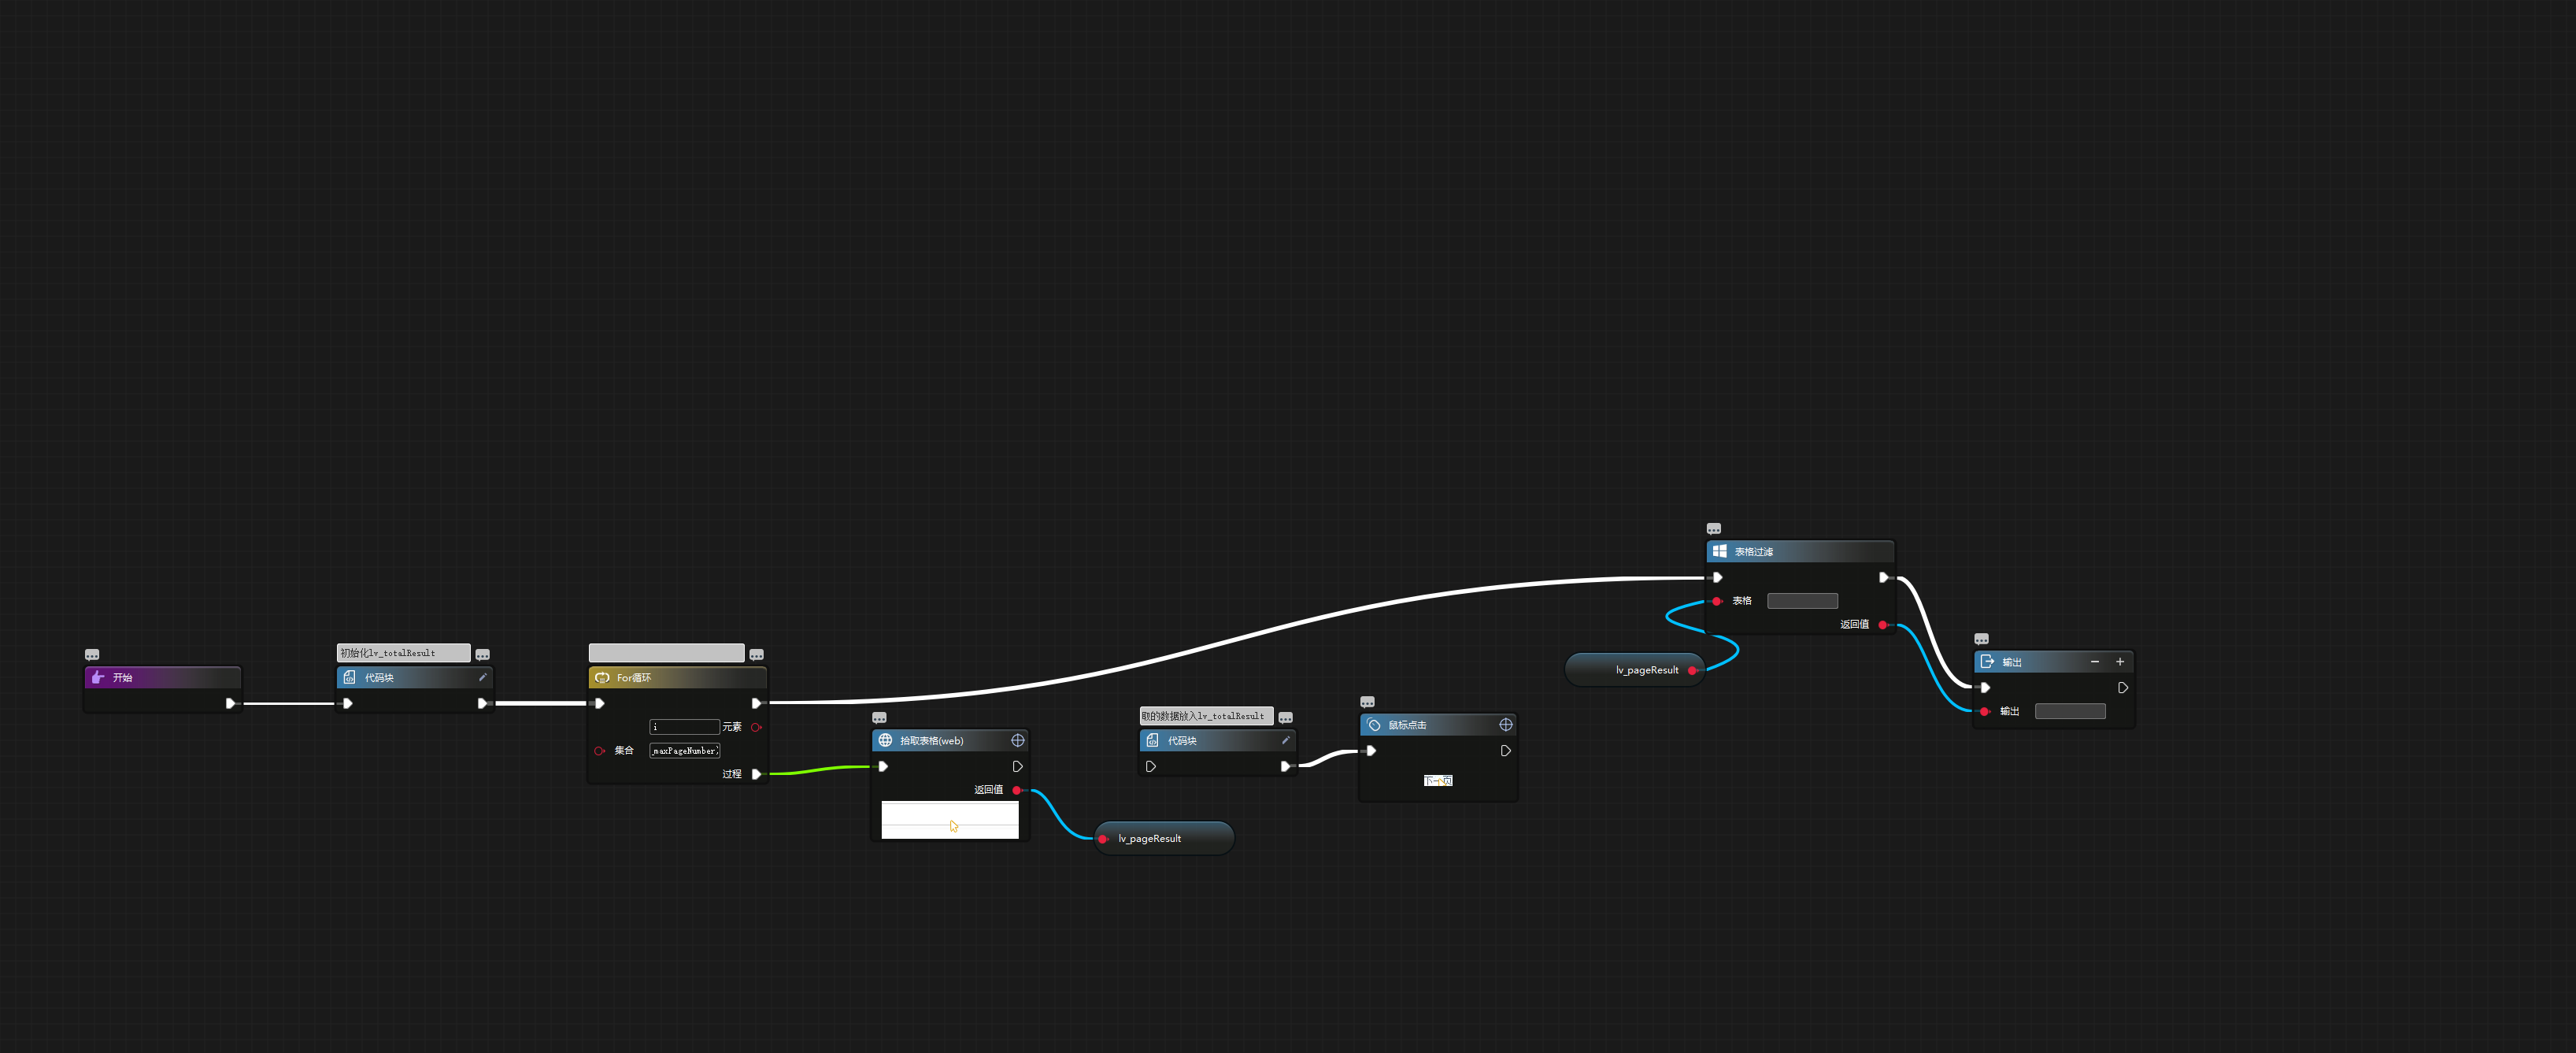 开始
初始化lv_totalResult
代码块
For循环
i
元素
集合
_maxPageNumber)
过程
拾取表格(web)
返回值
lv_pageResult
取的数据放入lv_totalResult
代码块
鼠标点击
下一页
lv_pageResult
表格过滤
表格
返回值
输出
输出